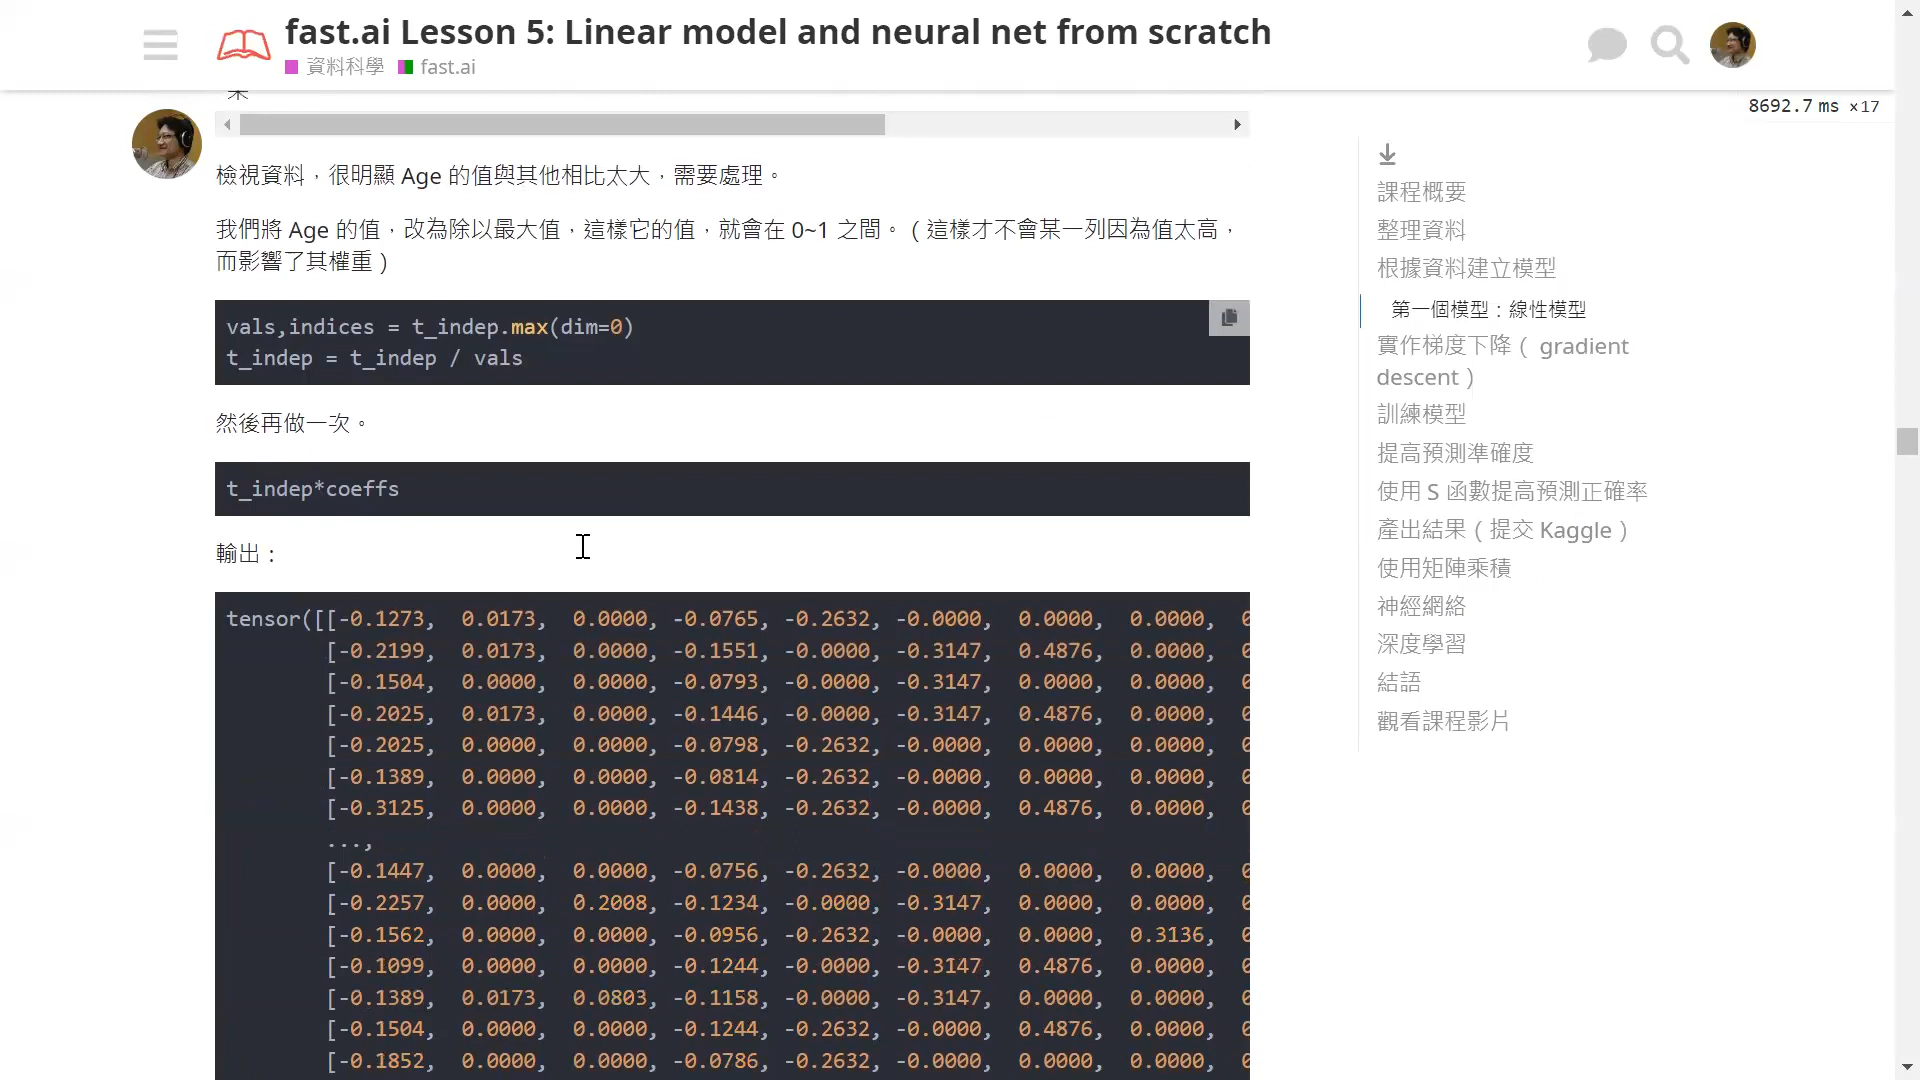 fast.ai Lesson 5: Linear model and neural net from scratch
資料科學 fast.ai
8692.7 ms ×17
檢視資料，很明顯 Age 的值與其他相比太大，需要處理。
我們將 Age 的值，改為除以最大值，這樣它的值，就會在 0~1 之間。（這樣才不會某一列因為值太高，
而影響了其權重）
vals,indices = t_indep.max(dim=0)
t_indep = t_indep / vals
然後再做一次。
t_indep*coeffs
輸出：
tensor([[-0.1273, 0.0173, 0.0000, -0.0765, -0.2632, -0.0000, 0.0000, 0.0000,
[-0.2199, 0.0173, 0.0000, -0.1551, -0.0000, -0.3147, 0.4876, 0.0000,
[-0.1504, 0.0000, 0.0000, -0.0793, -0.0000, -0.3147, 0.0000, 0.0000,
[-0.2025, 0.0173, 0.0000, -0.1446, -0.0000, -0.3147, 0.4876, 0.0000,
[-0.2025, 0.0000, 0.0000, -0.0798, -0.2632, -0.0000, 0.0000, 0.0000,
[-0.1389, 0.0000, 0.0000, -0.0814, -0.2632, -0.0000, 0.0000, 0.0000,
[-0.3125, 0.0000, 0.0000, -0.1438, -0.2632, -0.0000, 0.4876, 0.0000,
...,
[-0.1447, 0.0000, 0.0000, -0.0756, -0.2632, -0.0000, 0.0000, 0.0000,
[-0.2257, 0.0000, 0.2008, -0.1234, -0.0000, -0.3147, 0.0000, 0.0000,
[-0.1562, 0.0000, 0.0000, -0.0956, -0.2632, -0.0000, 0.0000, 0.3136,
[-0.1099, 0.0000, 0.0000, -0.1244, -0.0000, -0.3147, 0.4876, 0.0000,
[-0.1389, 0.0173, 0.0803, -0.1158, -0.0000, -0.3147, 0.0000, 0.0000,
[-0.1504, 0.0000, 0.0000, -0.1244, -0.2632, -0.0000, 0.4876, 0.0000,
[-0.1852, 0.0000, 0.0000, -0.0786, -0.2632, -0.0000, 0.0000, 0.0000,
課程概要
整理資料
根據資料建立模型
第一個模型：線性模型
實作梯度下降（ gradient
descent ）
訓練模型
提高預測準確度
使用 S 函數提高預測正確率
產出結果（提交 Kaggle ）
使用矩陣乘積
神經網絡
深度學習
結語
觀看課程影片